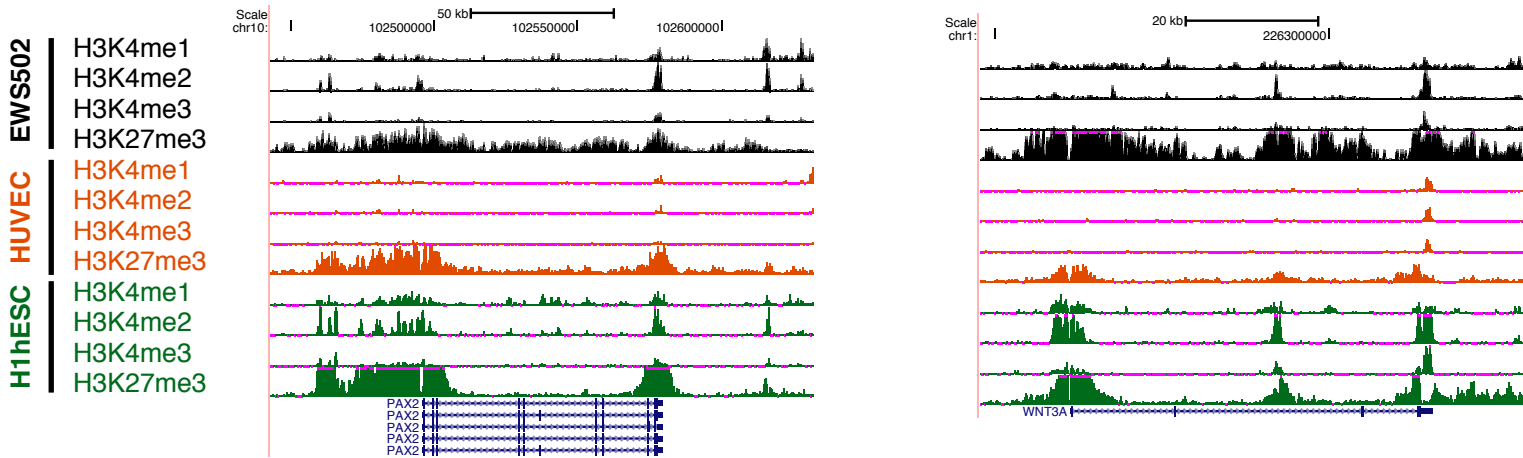 Scale
chr10:
50 kb
102500000
102550000
102600000
EWS502
H3K4me1
H3K4me2
H3K4me3
H3K27me3
HUVEC
H3K4me1
H3K4me2
H3K4me3
H3K27me3
H1hESC
H3K4me1
H3K4me2
H3K4me3
H3K27me3
PAX2
PAX2
PAX2
PAX2
PAX2
Scale
chr1:
20 kb
226300000
WNT3A